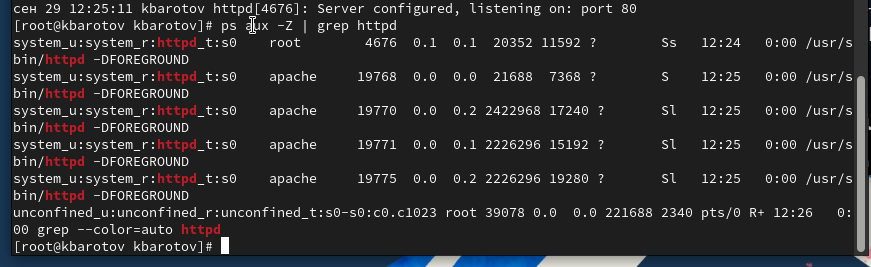 сен 29 12:25:11 kbarotov httpd[4676]: Server configured, listening on: port 80
[root@kbarotov kbarotov]# ps aux -Z | grep httpd
system_u:system_r:httpd_t:s0    root        4676  0.1  0.1  20352 11592 ?        Ss   12:24   0:00 /usr/s
bin/httpd -DFOREGROUND
system_u:system_r:httpd_t:s0    apache     19768  0.0  0.0  21688  7368 ?        S    12:25   0:00 /usr/s
bin/httpd -DFOREGROUND
system_u:system_r:httpd_t:s0    apache     19770  0.0  0.2 2422968 17240 ?       Sl   12:25   0:00 /usr/s
bin/httpd -DFOREGROUND
system_u:system_r:httpd_t:s0    apache     19771  0.0  0.1 2226296 15192 ?       Sl   12:25   0:00 /usr/s
bin/httpd -DFOREGROUND
system_u:system_r:httpd_t:s0    apache     19775  0.0  0.2 2226296 19280 ?       Sl   12:25   0:00 /usr/s
bin/httpd -DFOREGROUND
unconfined_u:unconfined_r:unconfined_t:s0-s0:c0.c1023 root 39078 0.0  0.0 221688 2340 pts/0 R+ 12:26   0:
00 grep --color=auto httpd
[root@kbarotov kbarotov]#